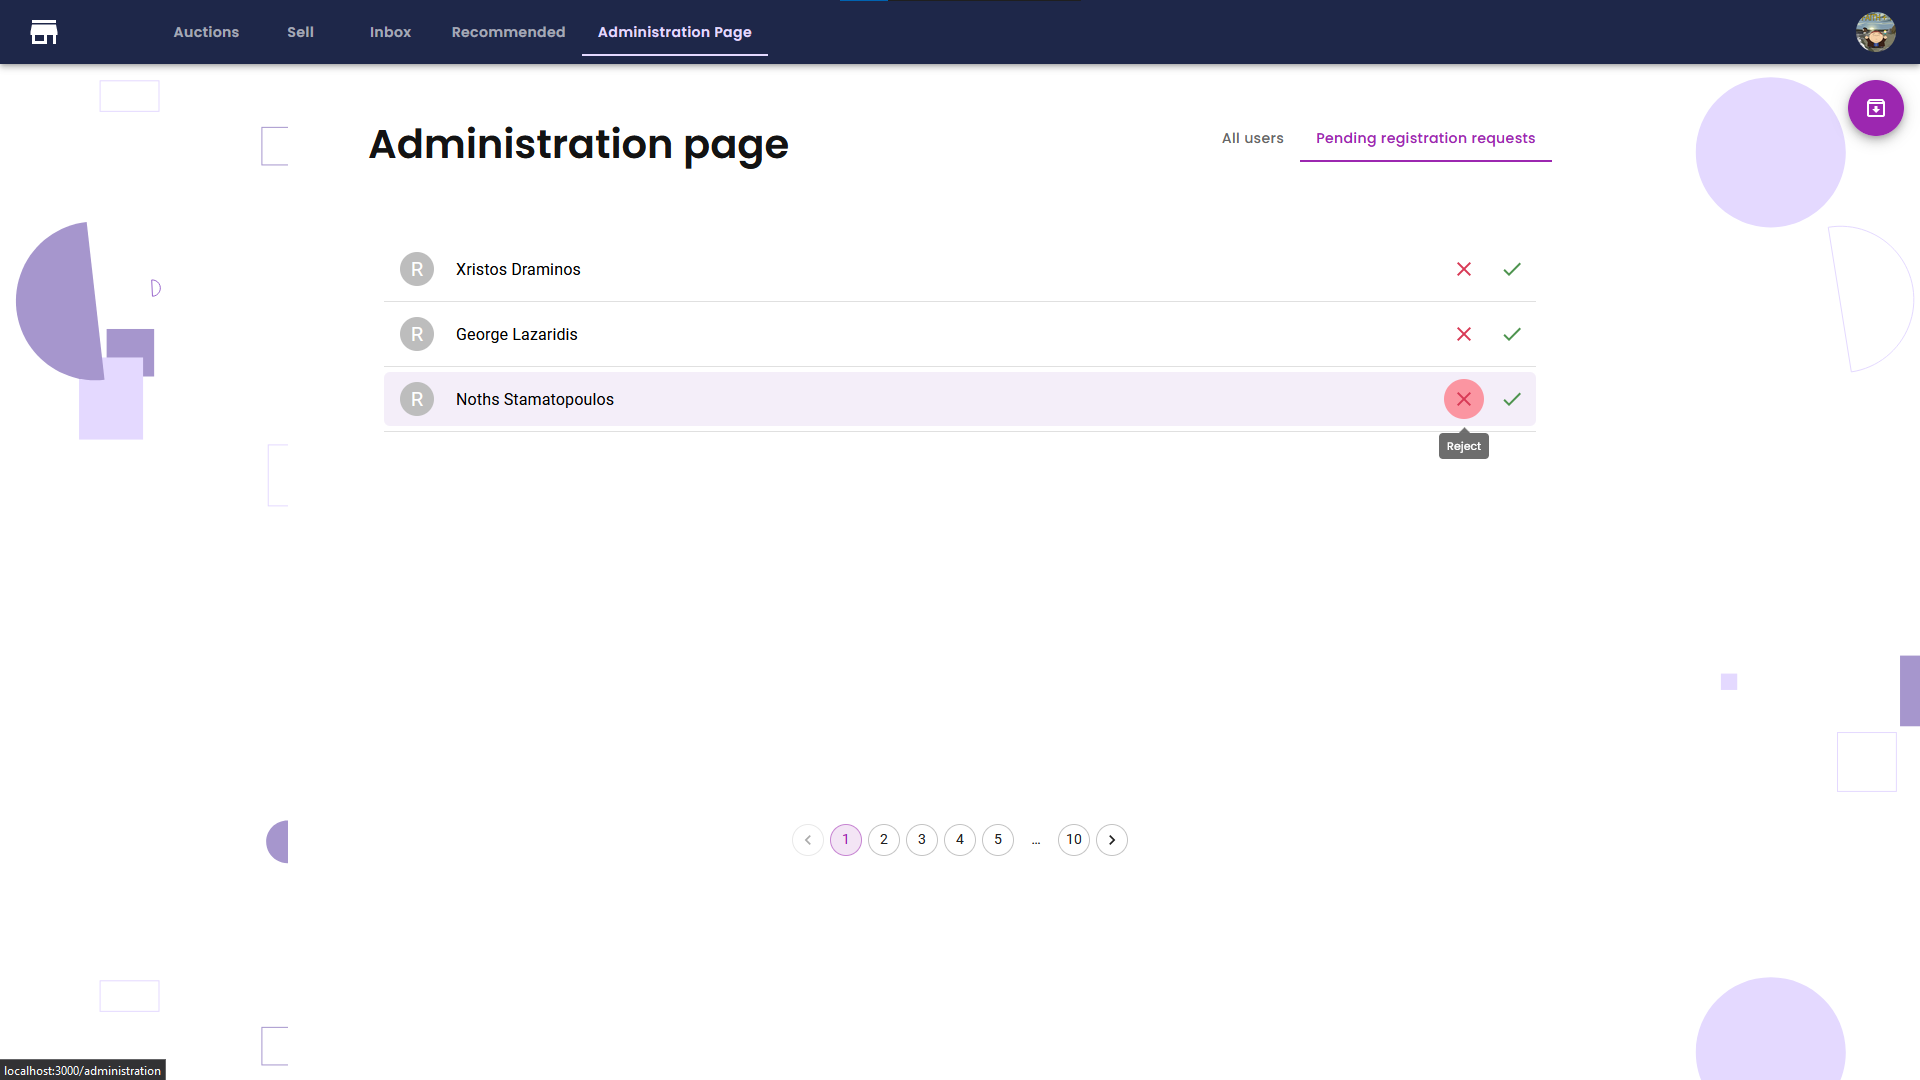 Auctions Sell Inbox Recommended Administration Page
Administration page
All users Pending registration requests
R Xristos Draminos
R George Lazaridis
R Noths Stamatopoulos
Reject
1 2 3 4 5 ... 10
localhost:3000/administration